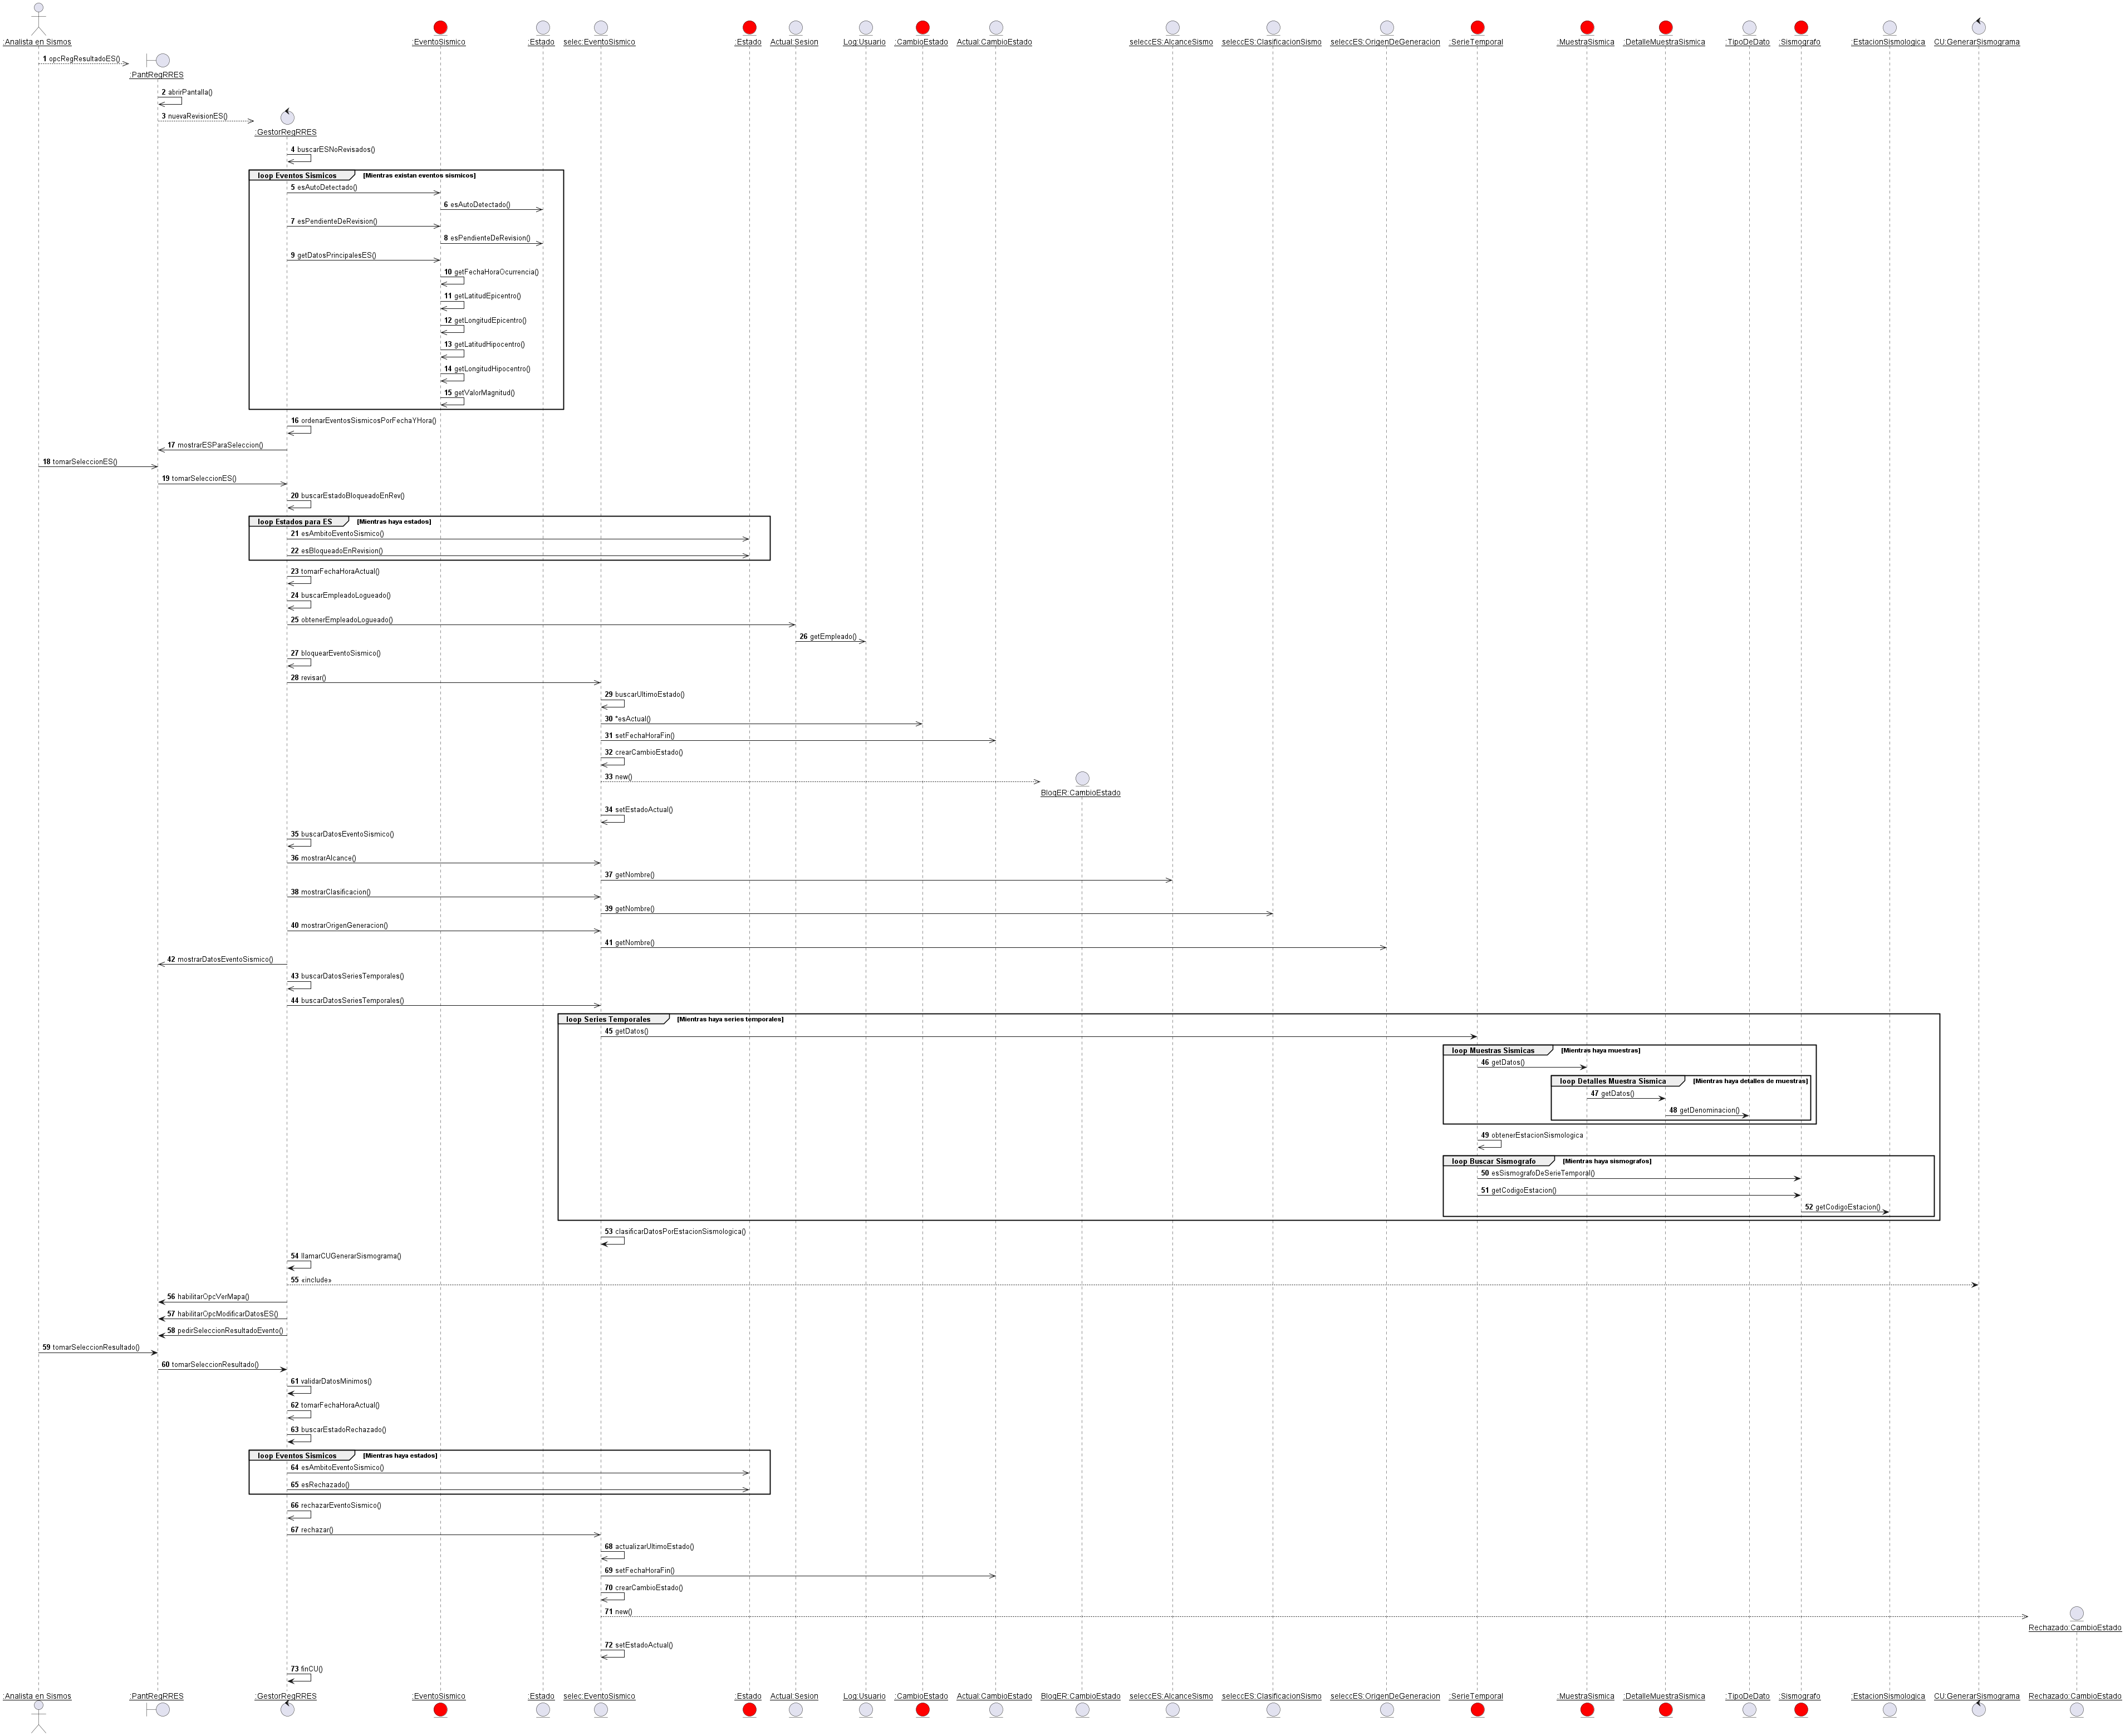 :Analista en Sismos
:EventoSismico
:Estado
selec:EventoSismico
:Estado
Actual:Sesion
Log:Usuario
:CambioEstado
Actual:CambioEstado
seleccES:AlcanceSismo
seleccES:ClasificacionSismo
seleccES:OrigenDeGeneracion
:SerieTemporal
:MuestraSismica
:DetalleMuestraSismica
:TipoDeDato
:Sismografo
:EstacionSismologica
CU:GenerarSismograma
1 opcRegResultadoES()
:PantRegRRES
2 abrirPantalla()
3 nuevaRevisionES()
:GestorRegRRES
4 buscarESNoRevisados()
loop Eventos Sismicos [Mientras existan eventos sismicos]
5 esAutoDetectado()
6 esAutoDetectado()
7 esPendienteDeRevision()
8 esPendienteDeRevision()
9 getDatosPrincipalesES()
10 getFechaHoraOcurrencia()
11 getLatitudEpicentro()
12 getLongitudEpicentro()
13 getLatitudHipocentro()
14 getLongitudHipocentro()
15 getValorMagnitud()
16 ordenarEventosSismicosPorFechaYHora()
17 mostrarESParaSeleccion()
18 tomarSeleccionES()
19 tomarSeleccionES()
20 buscarEstadoBloqueadoEnRev()
loop Estados para ES [Mientras haya estados]
21 esAmbitoEventoSismico()
22 esBloqueadoEnRevision()
23 tomarFechaHoraActual()
24 buscarEmpleadoLogueado()
25 obtenerEmpleadoLogueado()
26 getEmpleado()
27 bloquearEventoSismico()
28 revisar()
29 buscarUltimoEstado()
30 *esActual()
31 setFechaHoraFin()
32 crearCambioEstado()
33 new()
BloqER:CambioEstado
34 setEstadoActual()
35 buscarDatosEventoSismico()
36 mostrarAlcance()
37 getNombre()
38 mostrarClasificacion()
39 getNombre()
40 mostrarOrigenGeneracion()
41 getNombre()
42 mostrarDatosEventoSismico()
43 buscarDatosSeriesTemporales()
44 buscarDatosSeriesTemporales()
loop Series Temporales [Mientras haya series temporales]
45 getDatos()
loop Muestras Sismicas [Mientras haya muestras]
46 getDatos()
loop Detalles Muestra Sismica [Mientras haya detalles de muestras]
47 getDatos()
48 getDenominacion()
49 obtenerEstacionSismologica
loop Buscar Sismografo [Mientras haya sismografos]
50 esSismografoDeSerieTemporal()
51 getCodigoEstacion()
52 getCodigoEstacion()
53 clasificarDatosPorEstacionSismologica()
54 llamarCUGenerarSismograma()
55 «include»
56 habilitarOpcVerMapa()
57 habilitarOpcModificarDatosES()
58 pedirSeleccionResultadoEvento()
59 tomarSeleccionResultado()
60 tomarSeleccionResultado()
61 validarDatosMinimos()
62 tomarFechaHoraActual()
63 buscarEstadoRechazado()
loop Eventos Sismicos [Mientras haya estados]
64 esAmbitoEventoSismico()
65 esRechazado()
66 rechazarEventoSismico()
67 rechazar()
68 actualizarUltimoEstado()
69 setFechaHoraFin()
70 crearCambioEstado()
71 new()
Rechazado:CambioEstado
72 setEstadoActual()
73 finCU()
:Analista en Sismos
:PantRegRRES
:GestorRegRRES
:EventoSismico
:Estado
selec:EventoSismico
:Estado
Actual:Sesion
Log:Usuario
:CambioEstado
Actual:CambioEstado
BloqER:CambioEstado
seleccES:AlcanceSismo
seleccES:ClasificacionSismo
seleccES:OrigenDeGeneracion
:SerieTemporal
:MuestraSismica
:DetalleMuestraSismica
:TipoDeDato
:Sismografo
:EstacionSismologica
CU:GenerarSismograma
Rechazado:CambioEstado